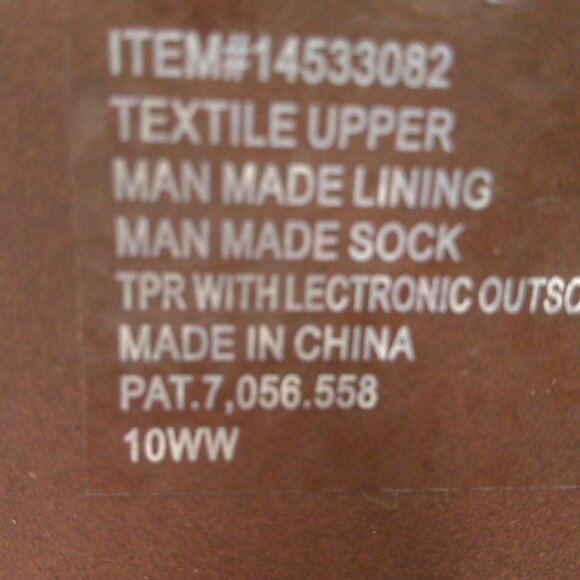 ITEM#14533082
TEXTILE UPPER
MAN MADE LINING
MAN MADE SOCK
TPR WITH LECTRONIC OUTSO
MADE IN CHINA
PAT.7,056.558
10WW